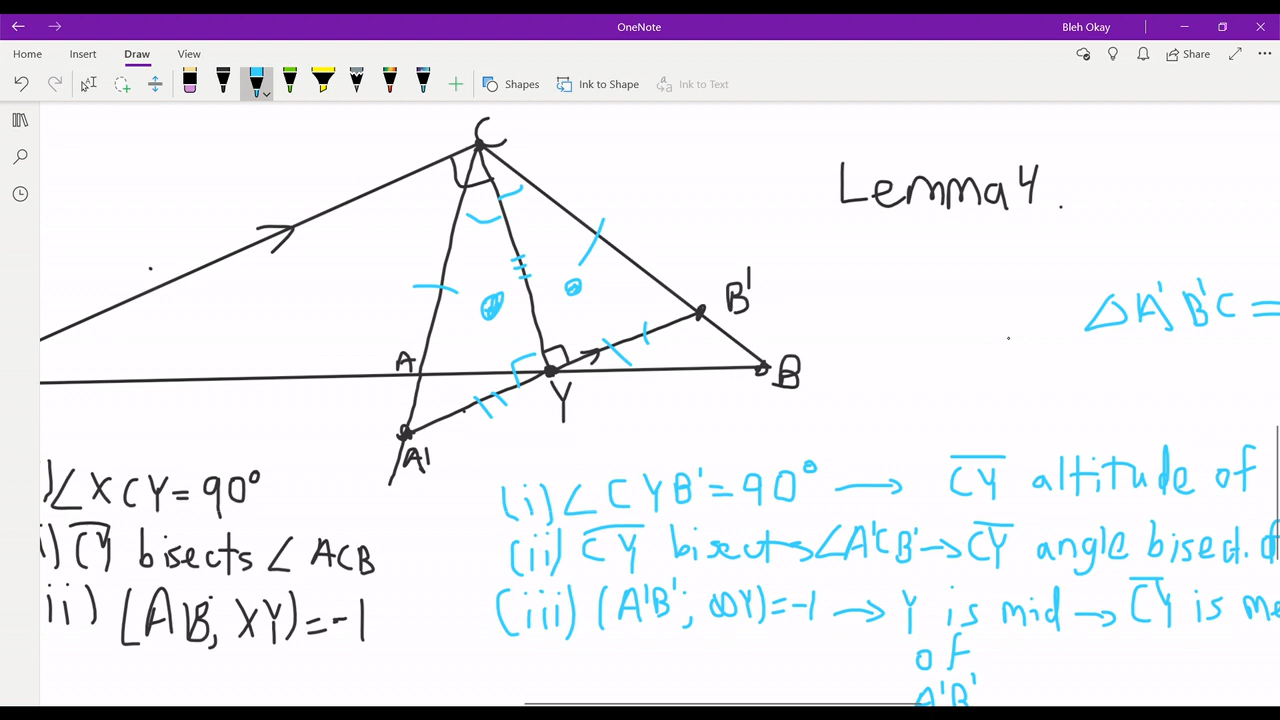 OneNote
Bleh Okay
Home
Insert
Draw
View
Share
Shapes
Ink to Shape
Ink to Text
C
Lemma 4.
B'
△A'B'C =
A
B
Y
A'
)∠XCY=90°
i) CY bisects ∠ACB
ii) (AB; XY)=-1
(i) ∠CYB'=90° → CY altitude of
(ii) CY bisects ∠A'CB' → CY angle bisect. of
(iii) (A'B'; ∞Y)=-1 → Y is mid → CY is me
of
A'B'